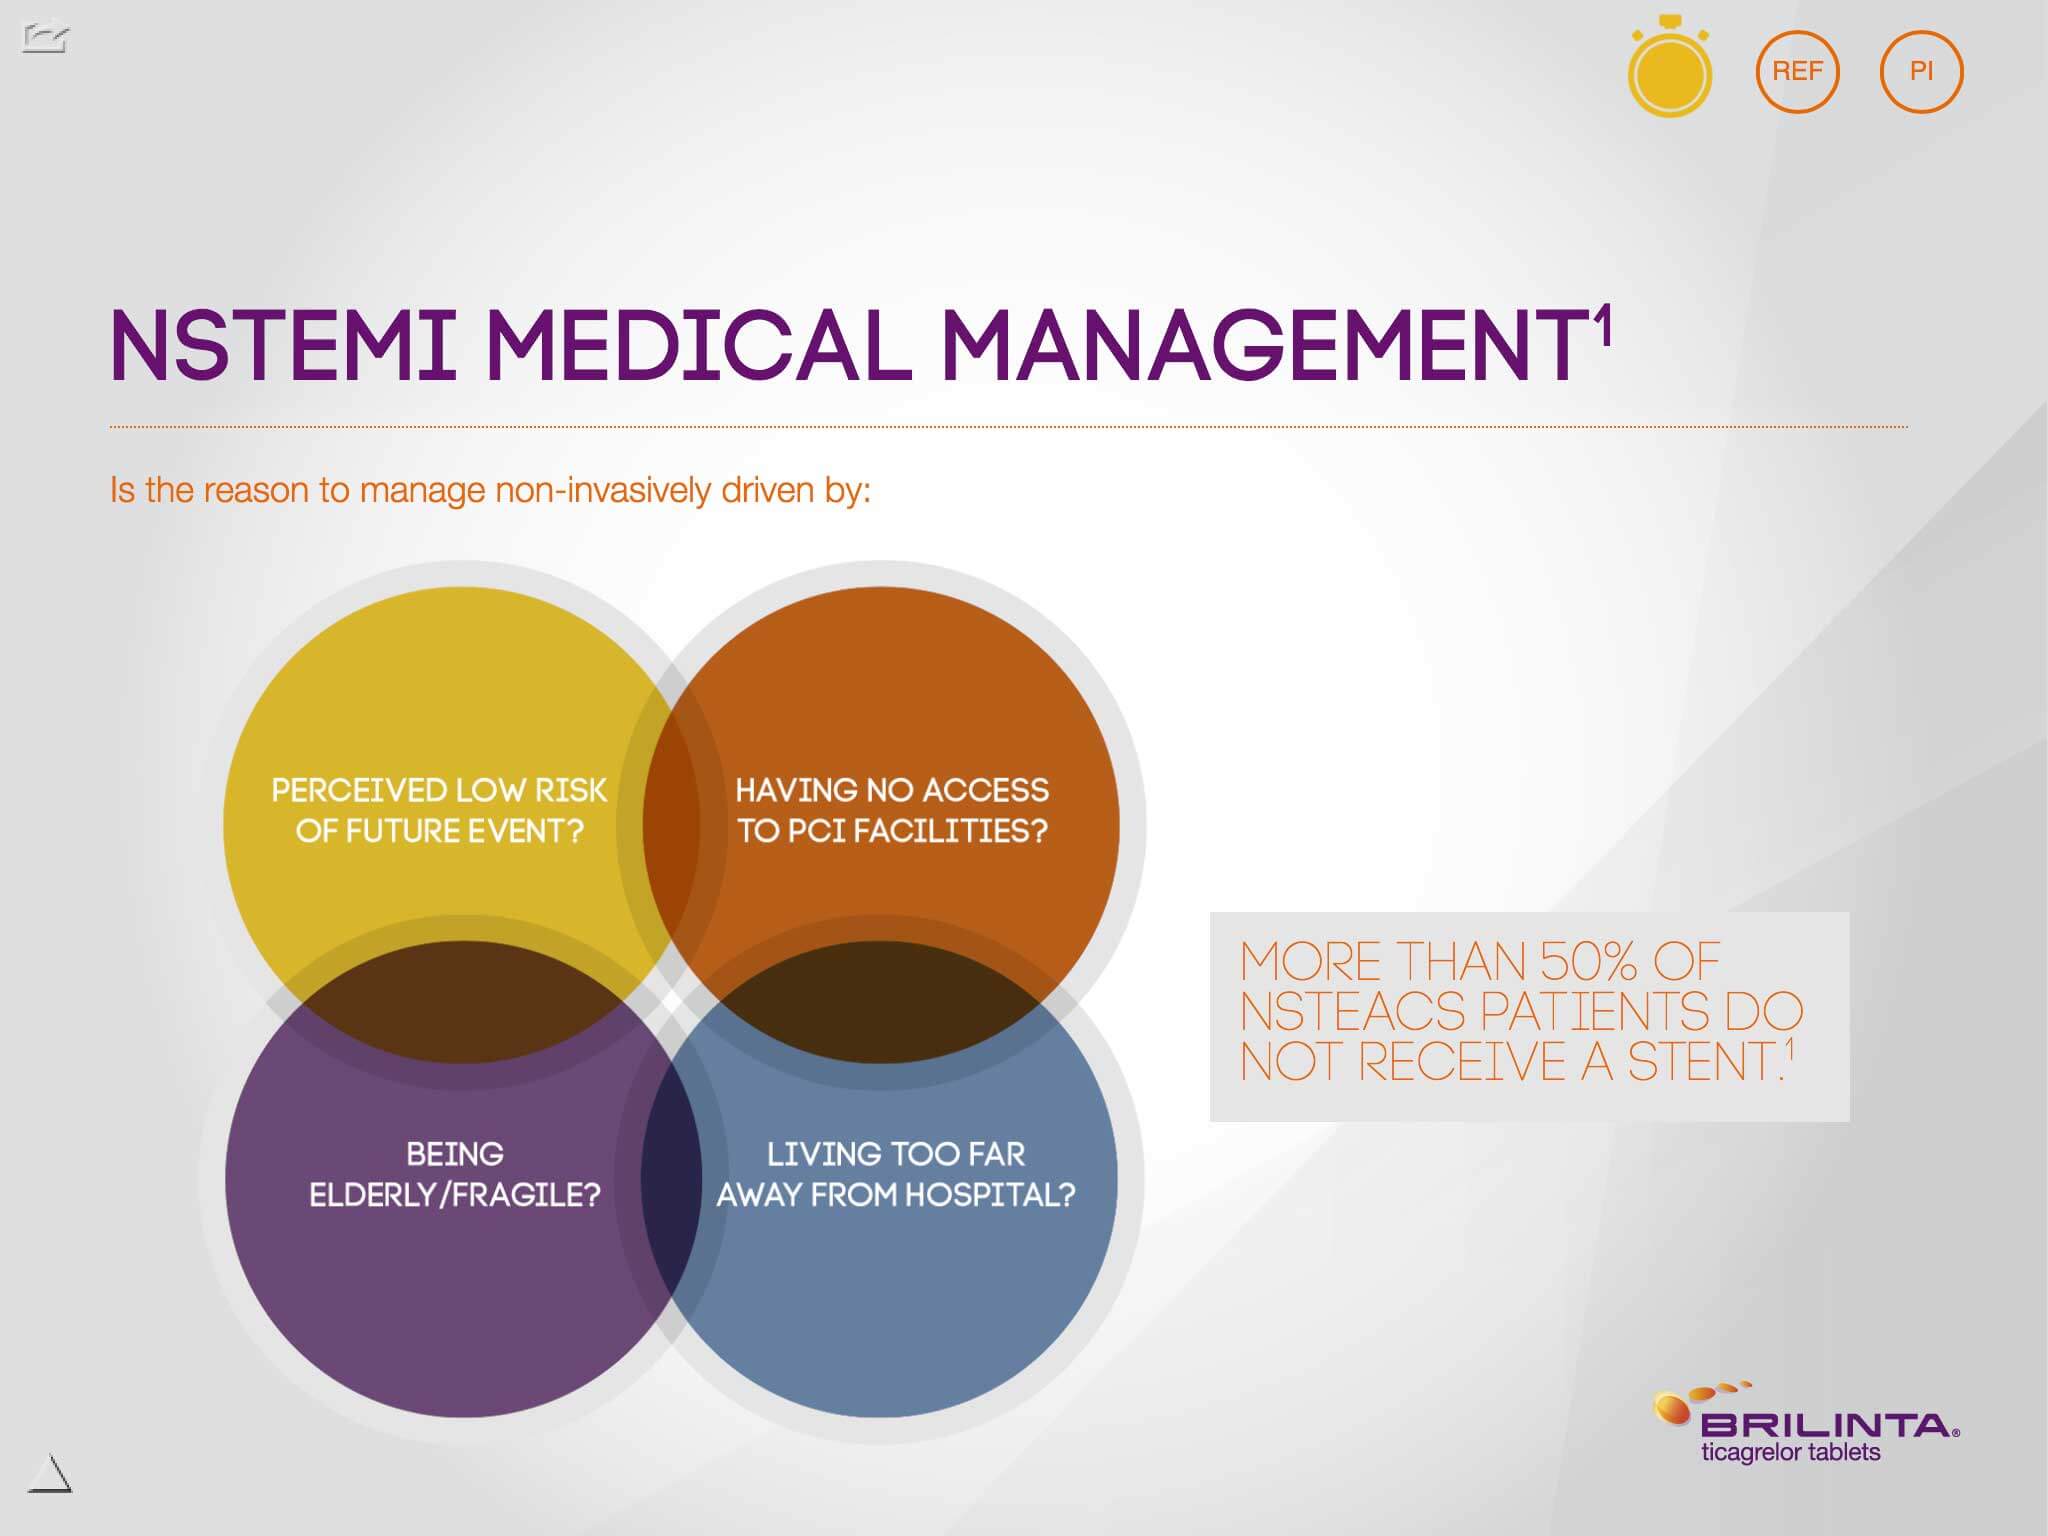 REF
PI
NSTEMI MEDICAL MANAGEMENT¹
Is the reason to manage non-invasively driven by:
PERCEIVED LOW RISK
OF FUTURE EVENT?
HAVING NO ACCESS
TO PCI FACILITIES?
BEING
ELDERLY/FRAGILE?
LIVING TOO FAR
AWAY FROM HOSPITAL?
MORE THAN 50% OF
NSTEACS PATIENTS DO
NOT RECEIVE A STENT.¹
BRILINTA®
ticagrelor tablets